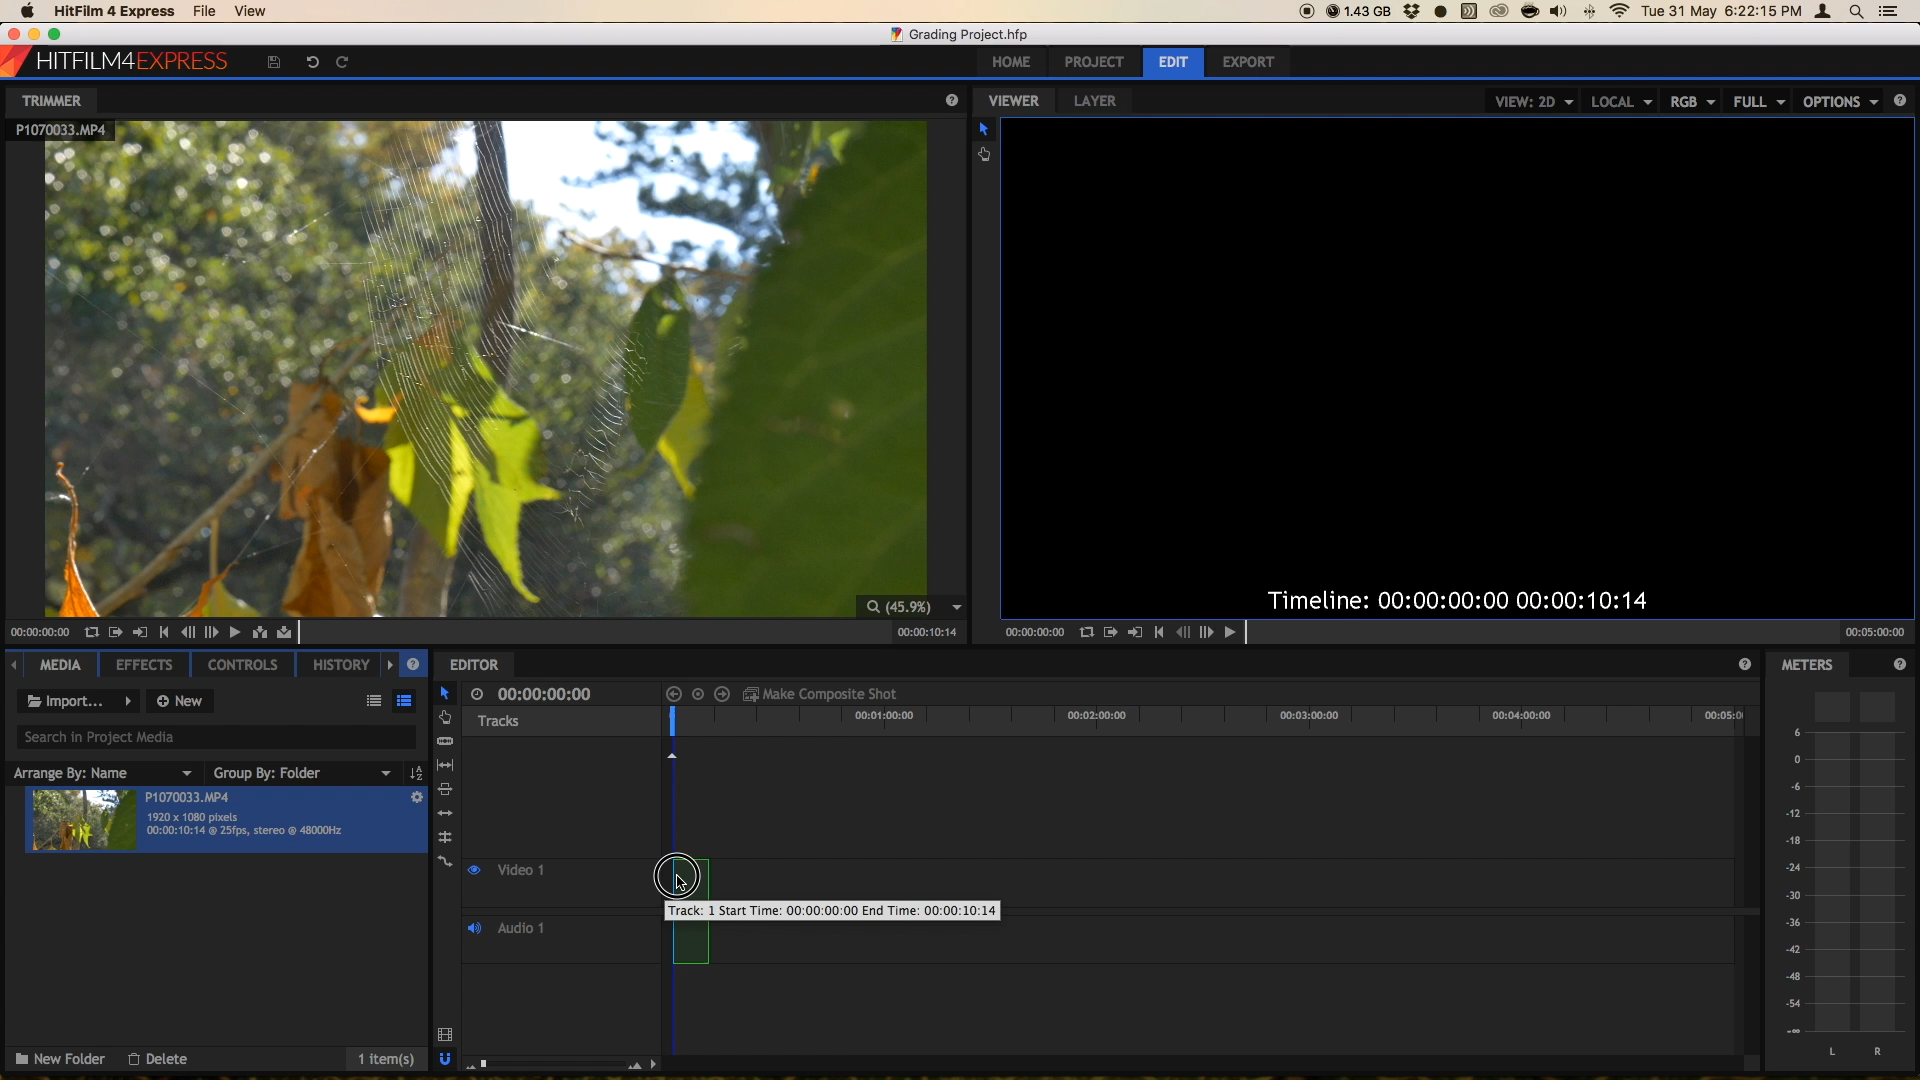 HitFilm 4 Express File View 1.43 GB Tue 31 May 6:22:15 PM
Grading Project.hfp
HITFILM4EXPRESS HOME PROJECT EDIT EXPORT
TRIMMER VIEWER LAYER VIEW: 2D LOCAL RGB FULL OPTIONS
P1070033.MP4
(45.9%)
Timeline: 00:00:00:00 00:00:10:14
00:00:00:00 00:00:10:14 00:00:00:00 00:05:00:00
MEDIA EFFECTS CONTROLS HISTORY EDITOR METERS
Import... New 00:00:00:00 Make Composite Shot
Tracks 00:01:00:00 00:02:00:00 00:03:00:00 00:04:00:00 00:05:0
Search in Project Media
Arrange By: Name Group By: Folder
P1070033.MP4
1920 x 1080 pixels
00:00:10:14 @ 25fps, stereo @ 48000Hz
Video 1
Track: 1 Start Time: 00:00:00:00 End Time: 00:00:10:14
Audio 1
6
0
-6
-12
-18
-24
-30
-36
-42
-48
-54
-∞
L R
New Folder Delete 1 item(s)